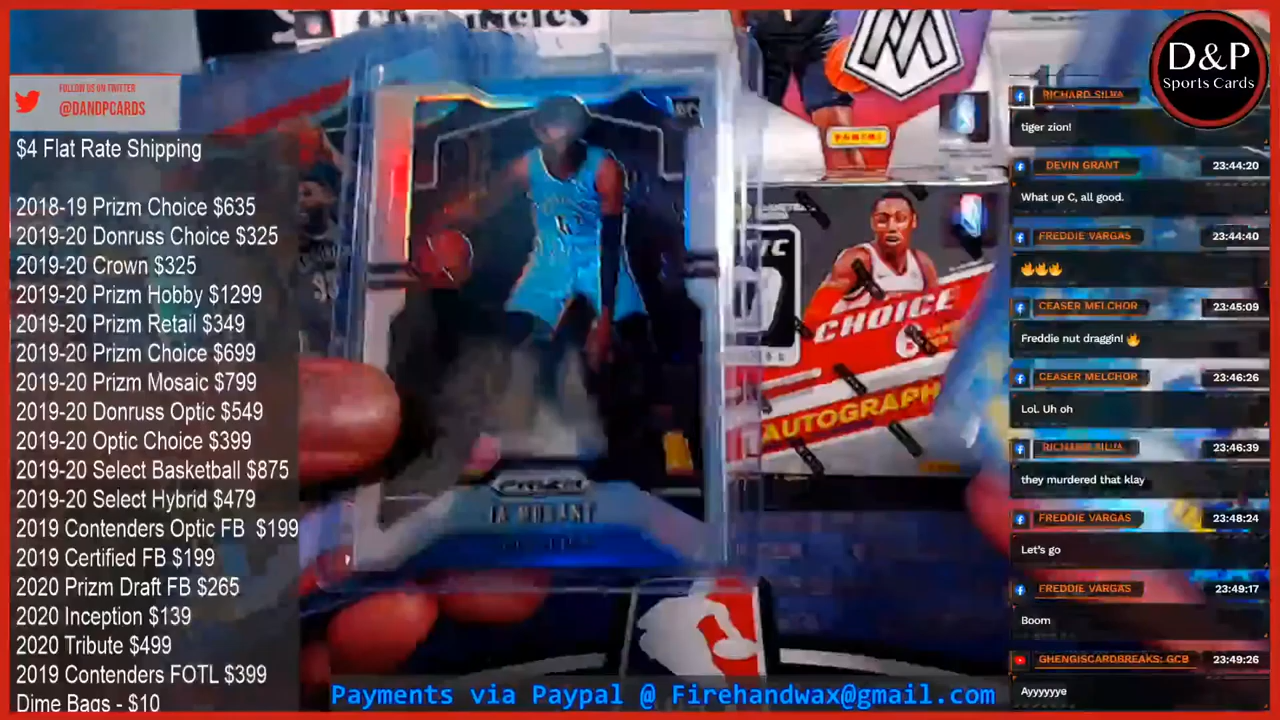 FOLLOW US ON TWITTER
@DANDPCARDS
$4 Flat Rate Shipping
2018-19 Prizm Choice $635
2019-20 Donruss Choice $325
2019-20 Crown $325
2019-20 Prizm Hobby $1299
2019-20 Prizm Retail $349
2019-20 Prizm Choice $699
2019-20 Prizm Mosaic $799
2019-20 Donruss Optic $549
2019-20 Optic Choice $399
2019-20 Select Basketball $875
2019-20 Select Hybrid $479
2019 Contenders Optic FB $199
2019 Certified FB $199
2020 Prizm Draft FB $265
2020 Inception $139
2020 Tribute $499
2019 Contenders FOTL $399
Dime Bags - $10
PRIZM
JA MORANT
PANINI
CHOICE
6
AUTOGRAPH
Payments via Paypal @ Firehandwax@gmail.com
D&P
Sports Cards
RICHARD SILVA
tiger zion!
DEVIN GRANT 23:44:20
What up C, all good.
FREDDIE VARGAS 23:44:40
🔥🔥🔥
CEASER MELCHOR 23:45:09
Freddie nut draggin! 🔥
CEASER MELCHOR 23:46:26
Lol. Uh oh
RICHARD SILVA 23:46:39
they murdered that klay
FREDDIE VARGAS 23:48:24
Let's go
FREDDIE VARGAS 23:49:17
Boom
GHENGISCARDBREAKS: GCB 23:49:26
Ayyyyyye